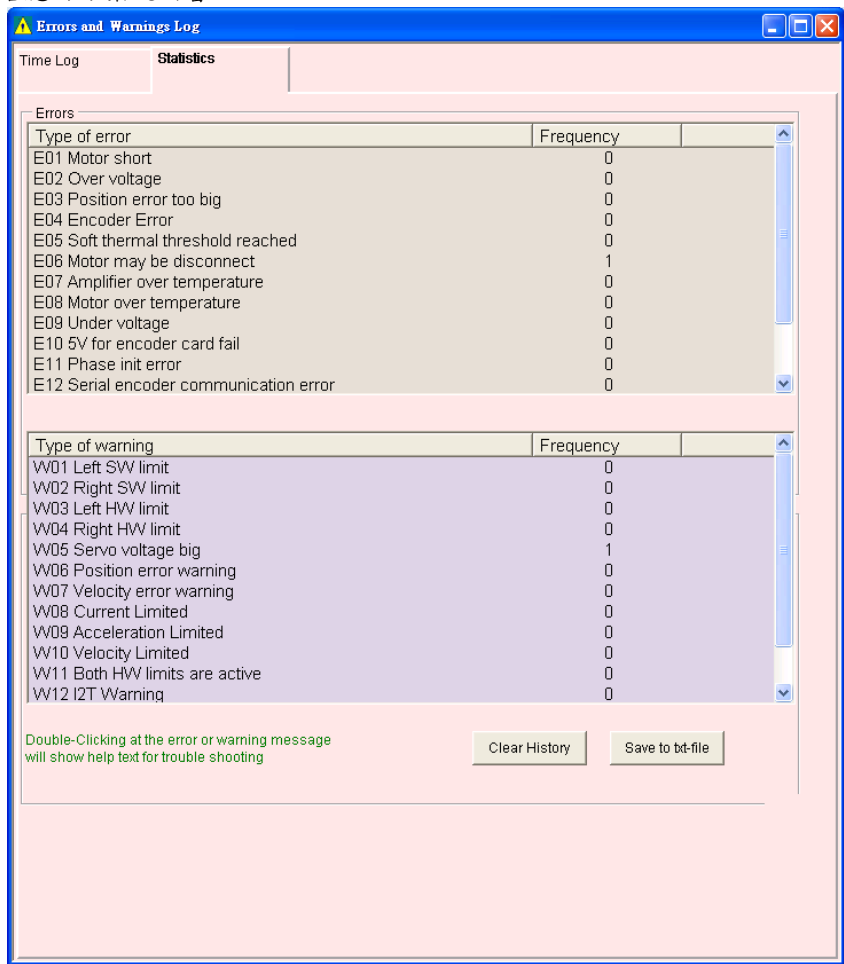 Errors and Warnings Log
Time Log Statistics
Errors
Type of error Frequency
E01 Motor short 0
E02 Over voltage 0
E03 Position error too big 0
E04 Encoder Error 0
E05 Soft thermal threshold reached 0
E06 Motor may be disconnect 1
E07 Amplifier over temperature 0
E08 Motor over temperature 0
E09 Under voltage 0
E10 5V for encoder card fail 0
E11 Phase init error 0
E12 Serial encoder communication error 0
Type of warning Frequency
W01 Left SW limit 0
W02 Right SW limit 0
W03 Left HW limit 0
W04 Right HW limit 0
W05 Servo voltage big 1
W06 Position error warning 0
W07 Velocity error warning 0
W08 Current Limited 0
W09 Acceleration Limited 0
W10 Velocity Limited 0
W11 Both HW limits are active 0
W12 I2T Warning 0
Double-Clicking at the error or warning message
will show help text for trouble shooting
Clear History Save to txt-file